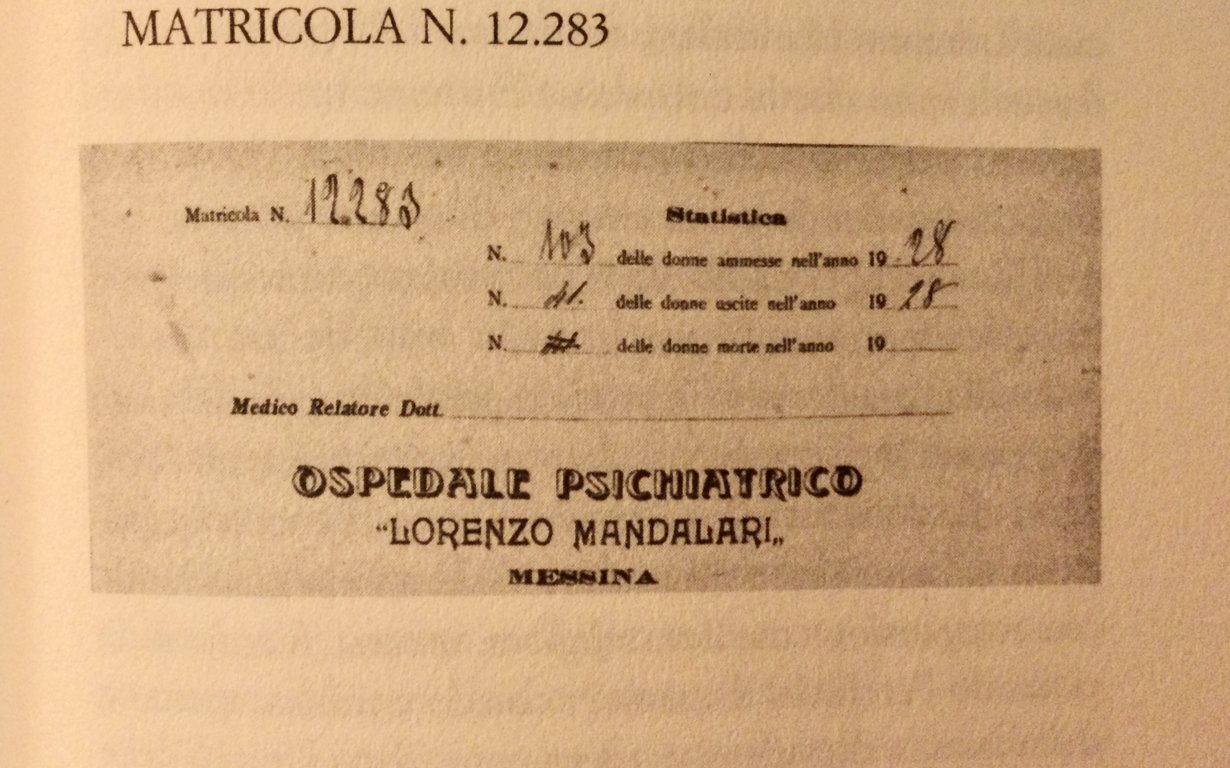 MATRICOLA N. 12.283
Matricola N. 12283
Statistica
N. 103 delle donne ammesse nell'anno 1928
N. delle donne uscite nell'anno 1928
N. delle donne morte nell'anno 19
Medico Relatore Dott.
OSPEDALE PSICHIATRICO
“LORENZO MANDALARI„
MESSINA